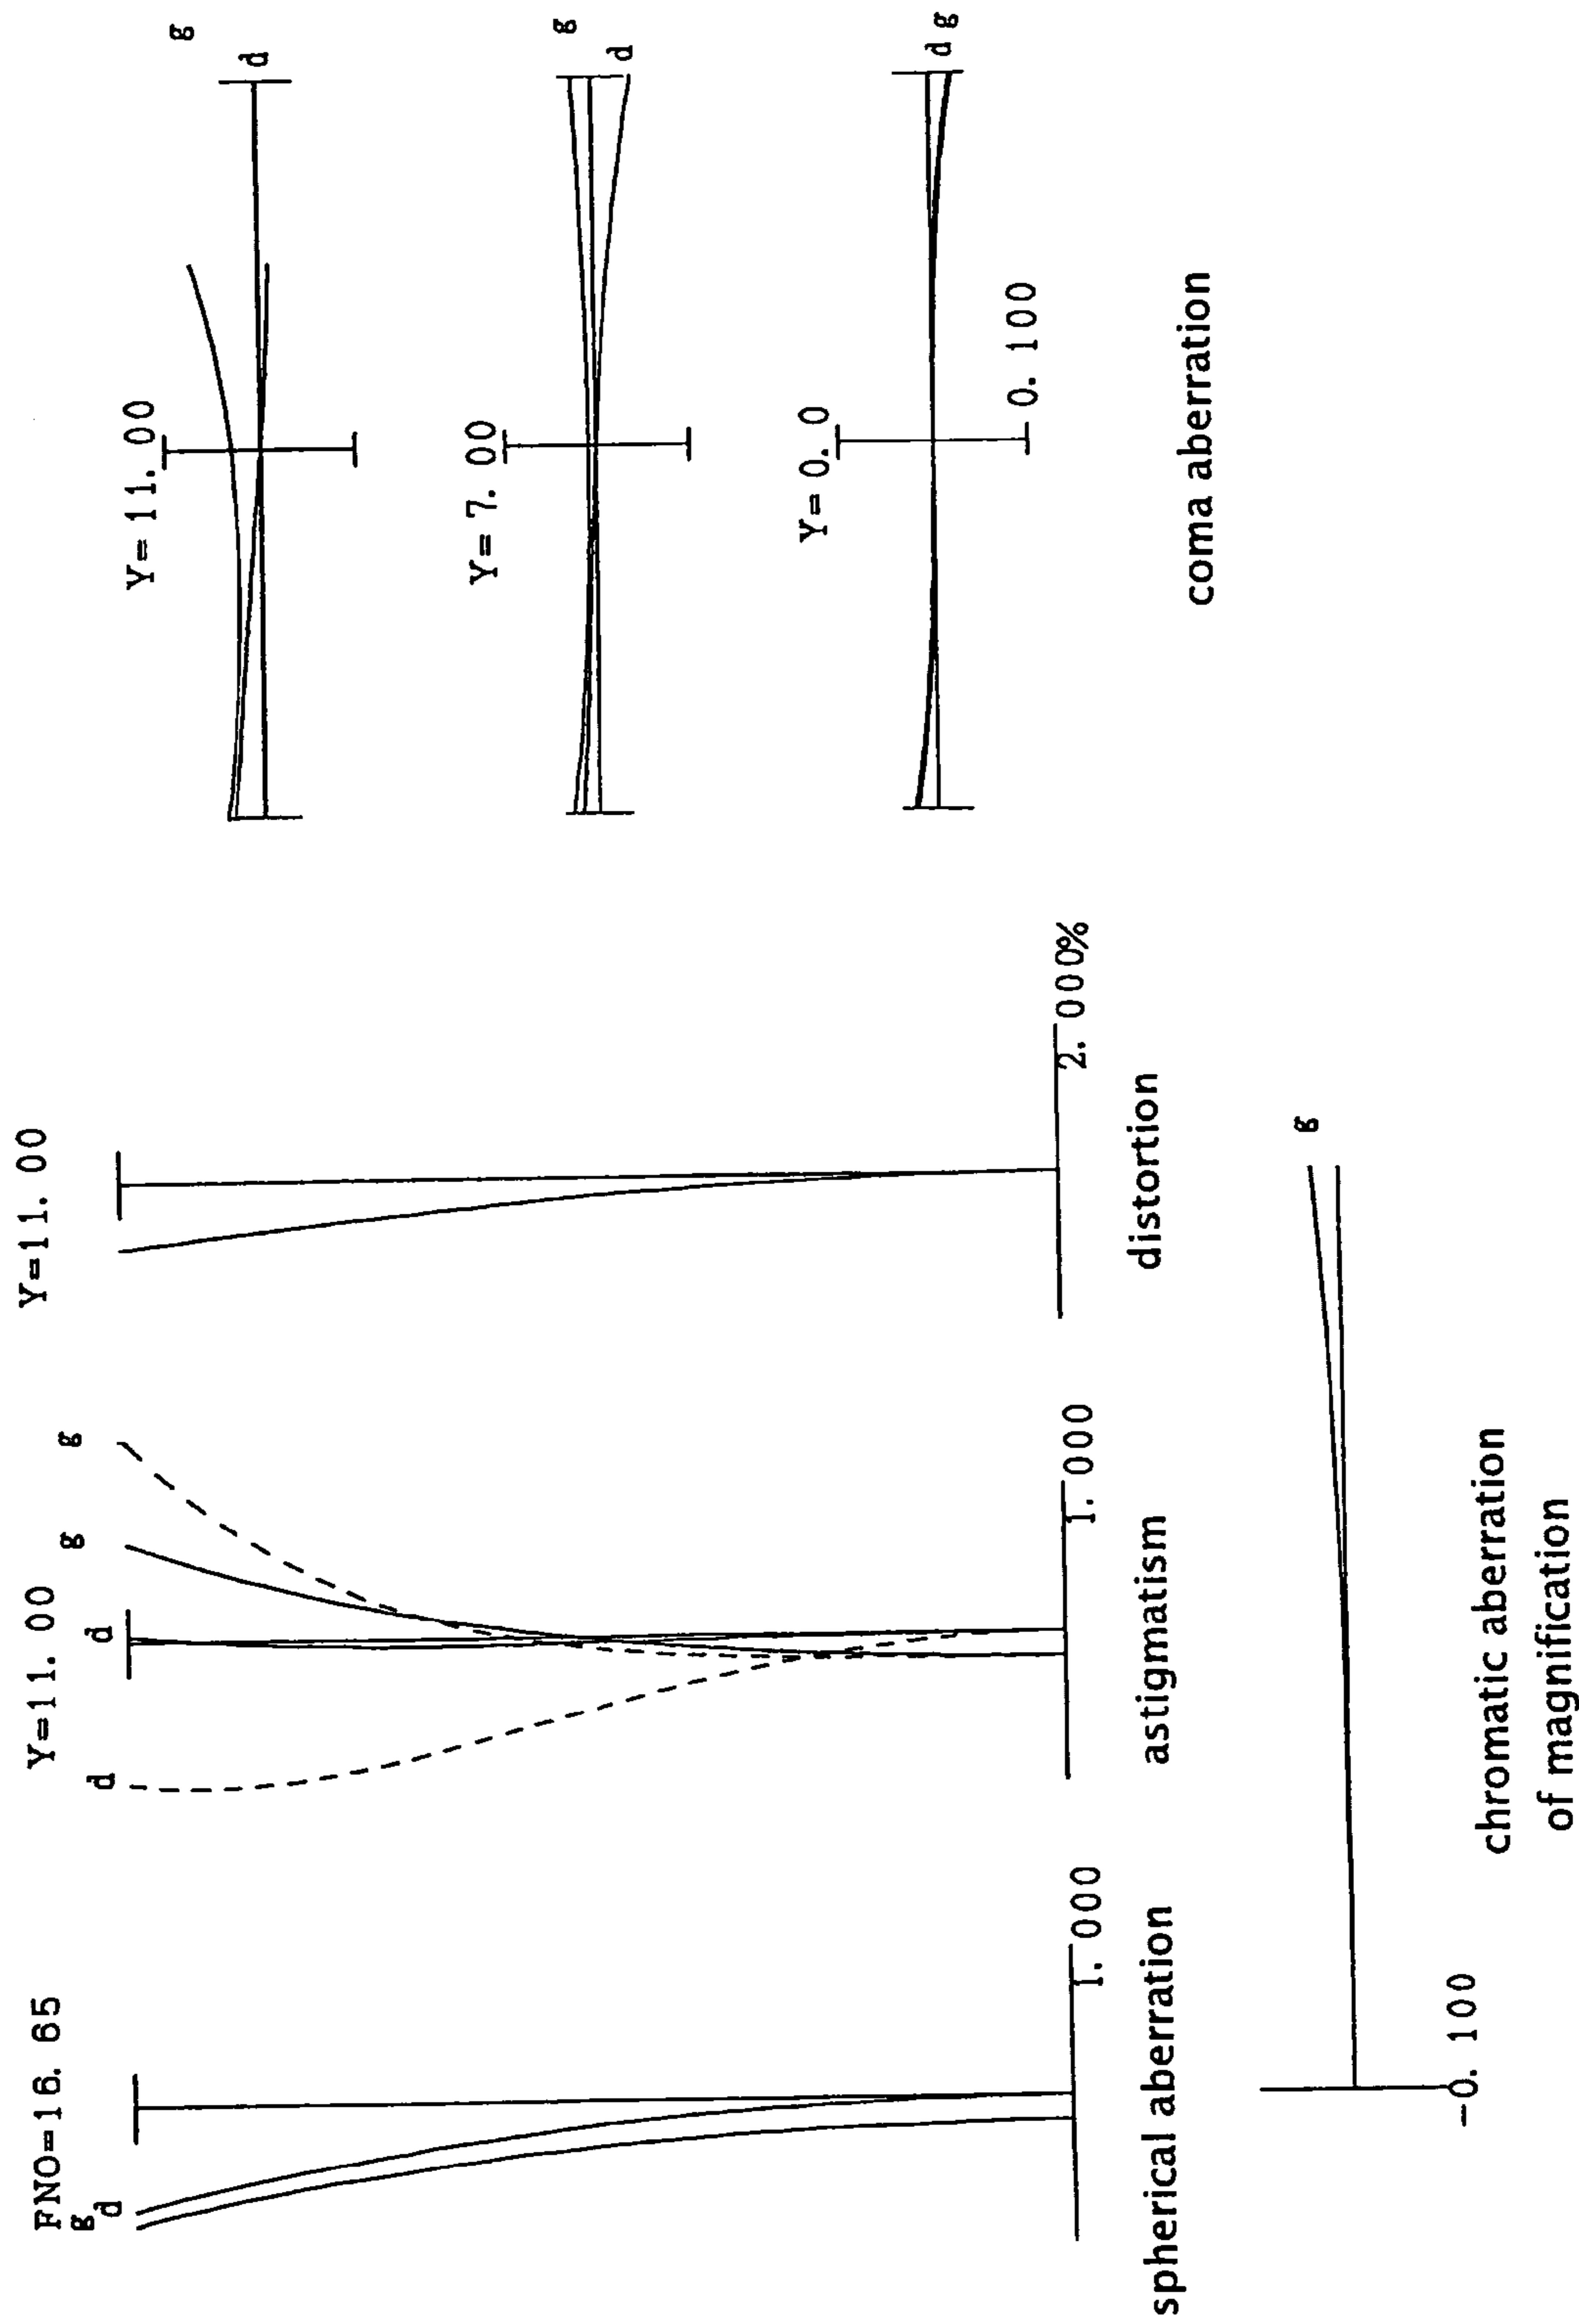 FNO=16.65
g
d
1.000
spherical aberration
Y=11.00
d
d
g
g
1.000
astigmatism
Y=11.00
2.000%
distortion
Y=11.00
g
d
Y=7.00
g
d
Y=0.0
d g
0.100
coma aberration
g
-0.100
chromatic aberration
of magnification